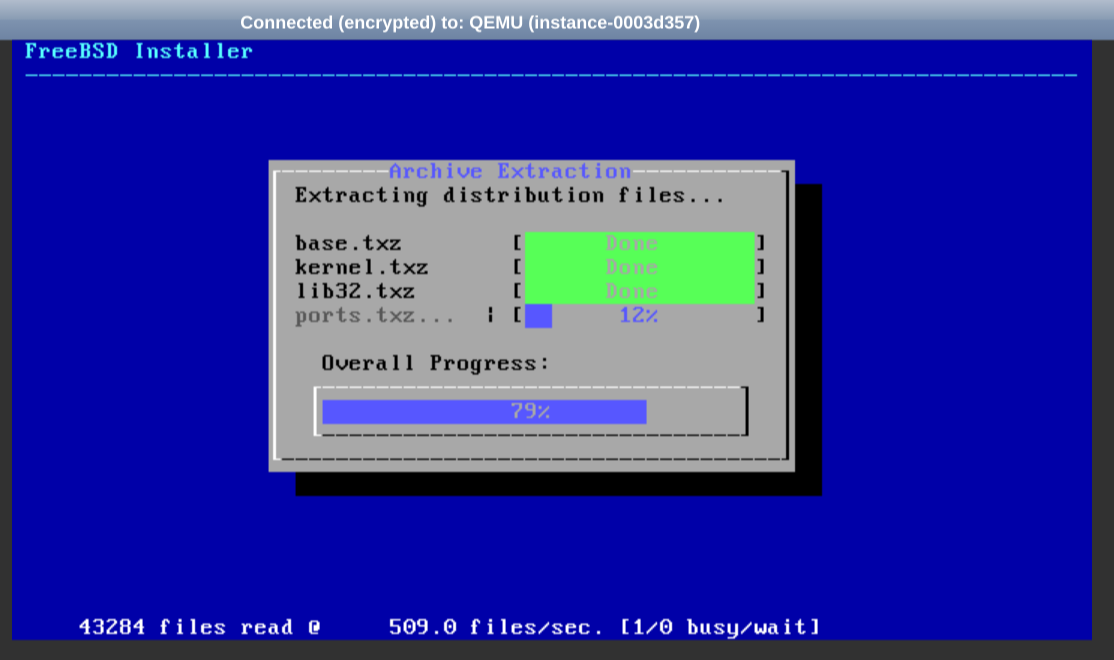 Connected (encrypted) to: QEMU (instance-0003d357)
FreeBSD Installer
Archive Extraction
Extracting distribution files...
base.txz [ Done ]
kernel.txz [ Done ]
lib32.txz [ Done ]
ports.txz... | [ 12% ]
Overall Progress:
79%
43284 files read @ 509.0 files/sec. [1/0 busy/wait]